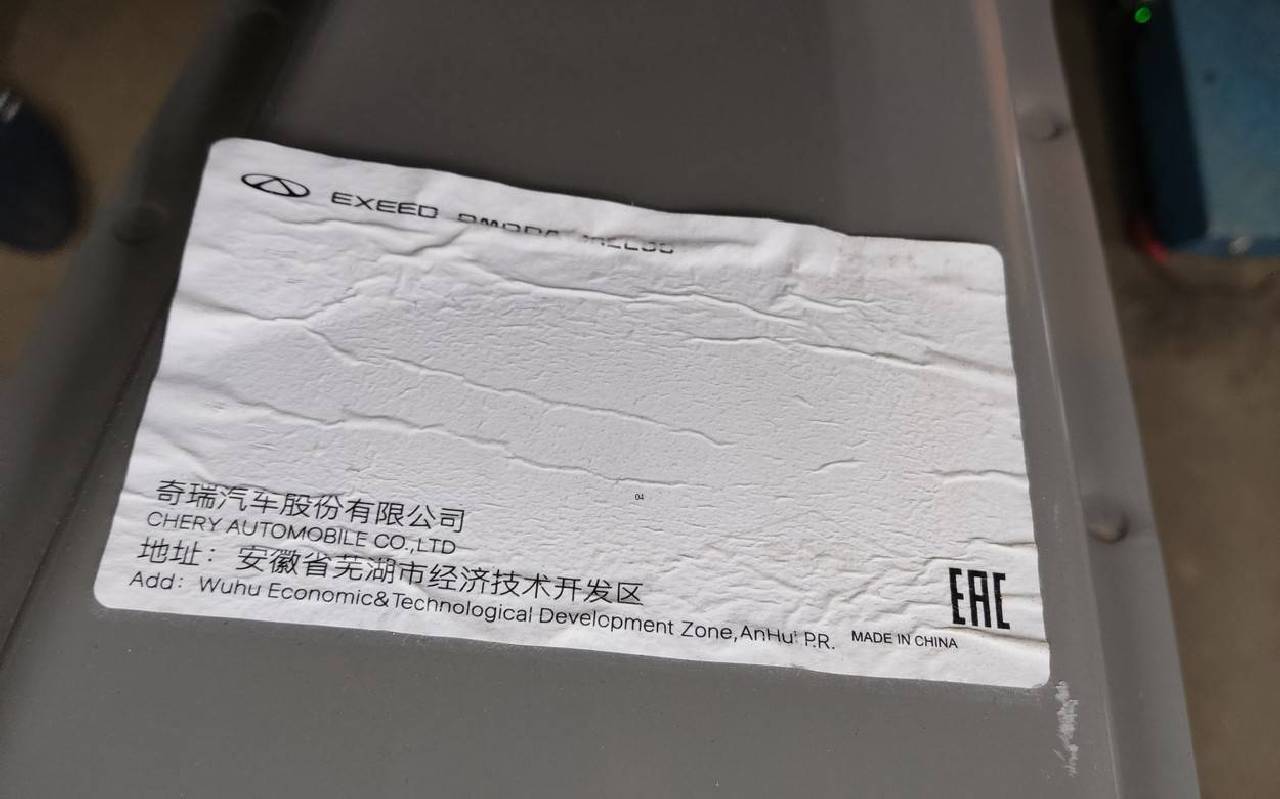 EXEED OMODA
04
奇瑞汽车股份有限公司
CHERY AUTOMOBILE CO.,LTD
地址：安徽省芜湖市经济技术开发区
Add: Wuhu Economic&Technological Development Zone,AnHui P.R.
MADE IN CHINA
EAC